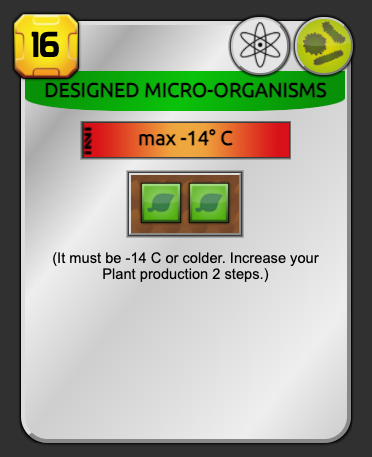 16
DESIGNED MICRO-ORGANISMS
max -14° C
(It must be -14 C or colder. Increase your
Plant production 2 steps.)